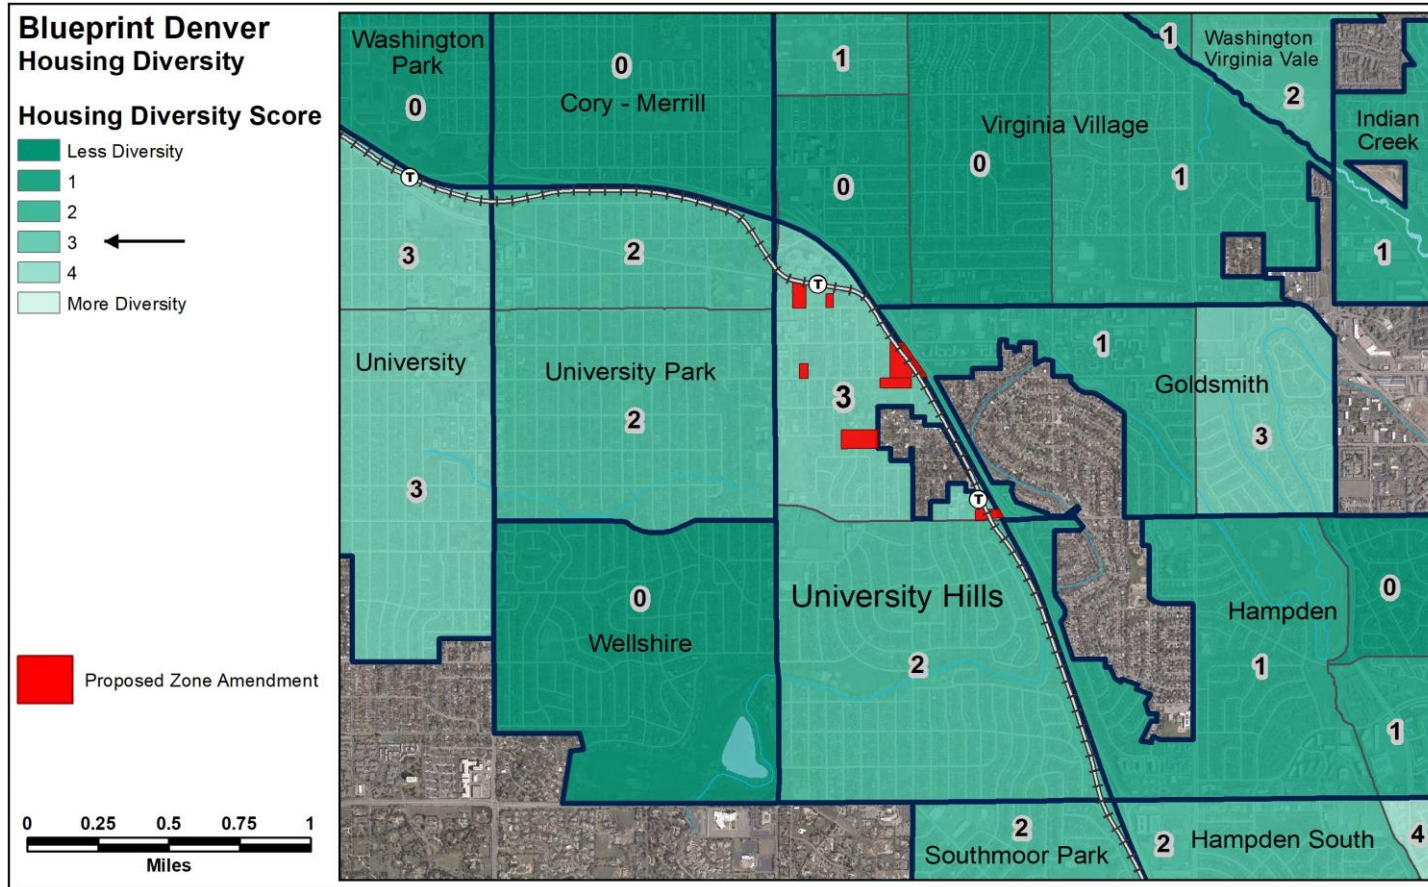 Blueprint Denver
Housing Diversity
Housing Diversity Score
Less Diversity
1
2
3
4
More Diversity
Proposed Zone Amendment
0 0.25 0.5 0.75 1
Miles
Washington
Park
0
0
Cory - Merrill
1
0
Virginia Village
0
1
1
Washington
Virginia Vale
2
Indian
Creek
1
T
3
2
T
University
3
University Park
2
3
1
Goldsmith
3
T
0
Wellshire
University Hills
2
Hampden
1
0
1
2
Southmoor Park
2
Hampden South
4